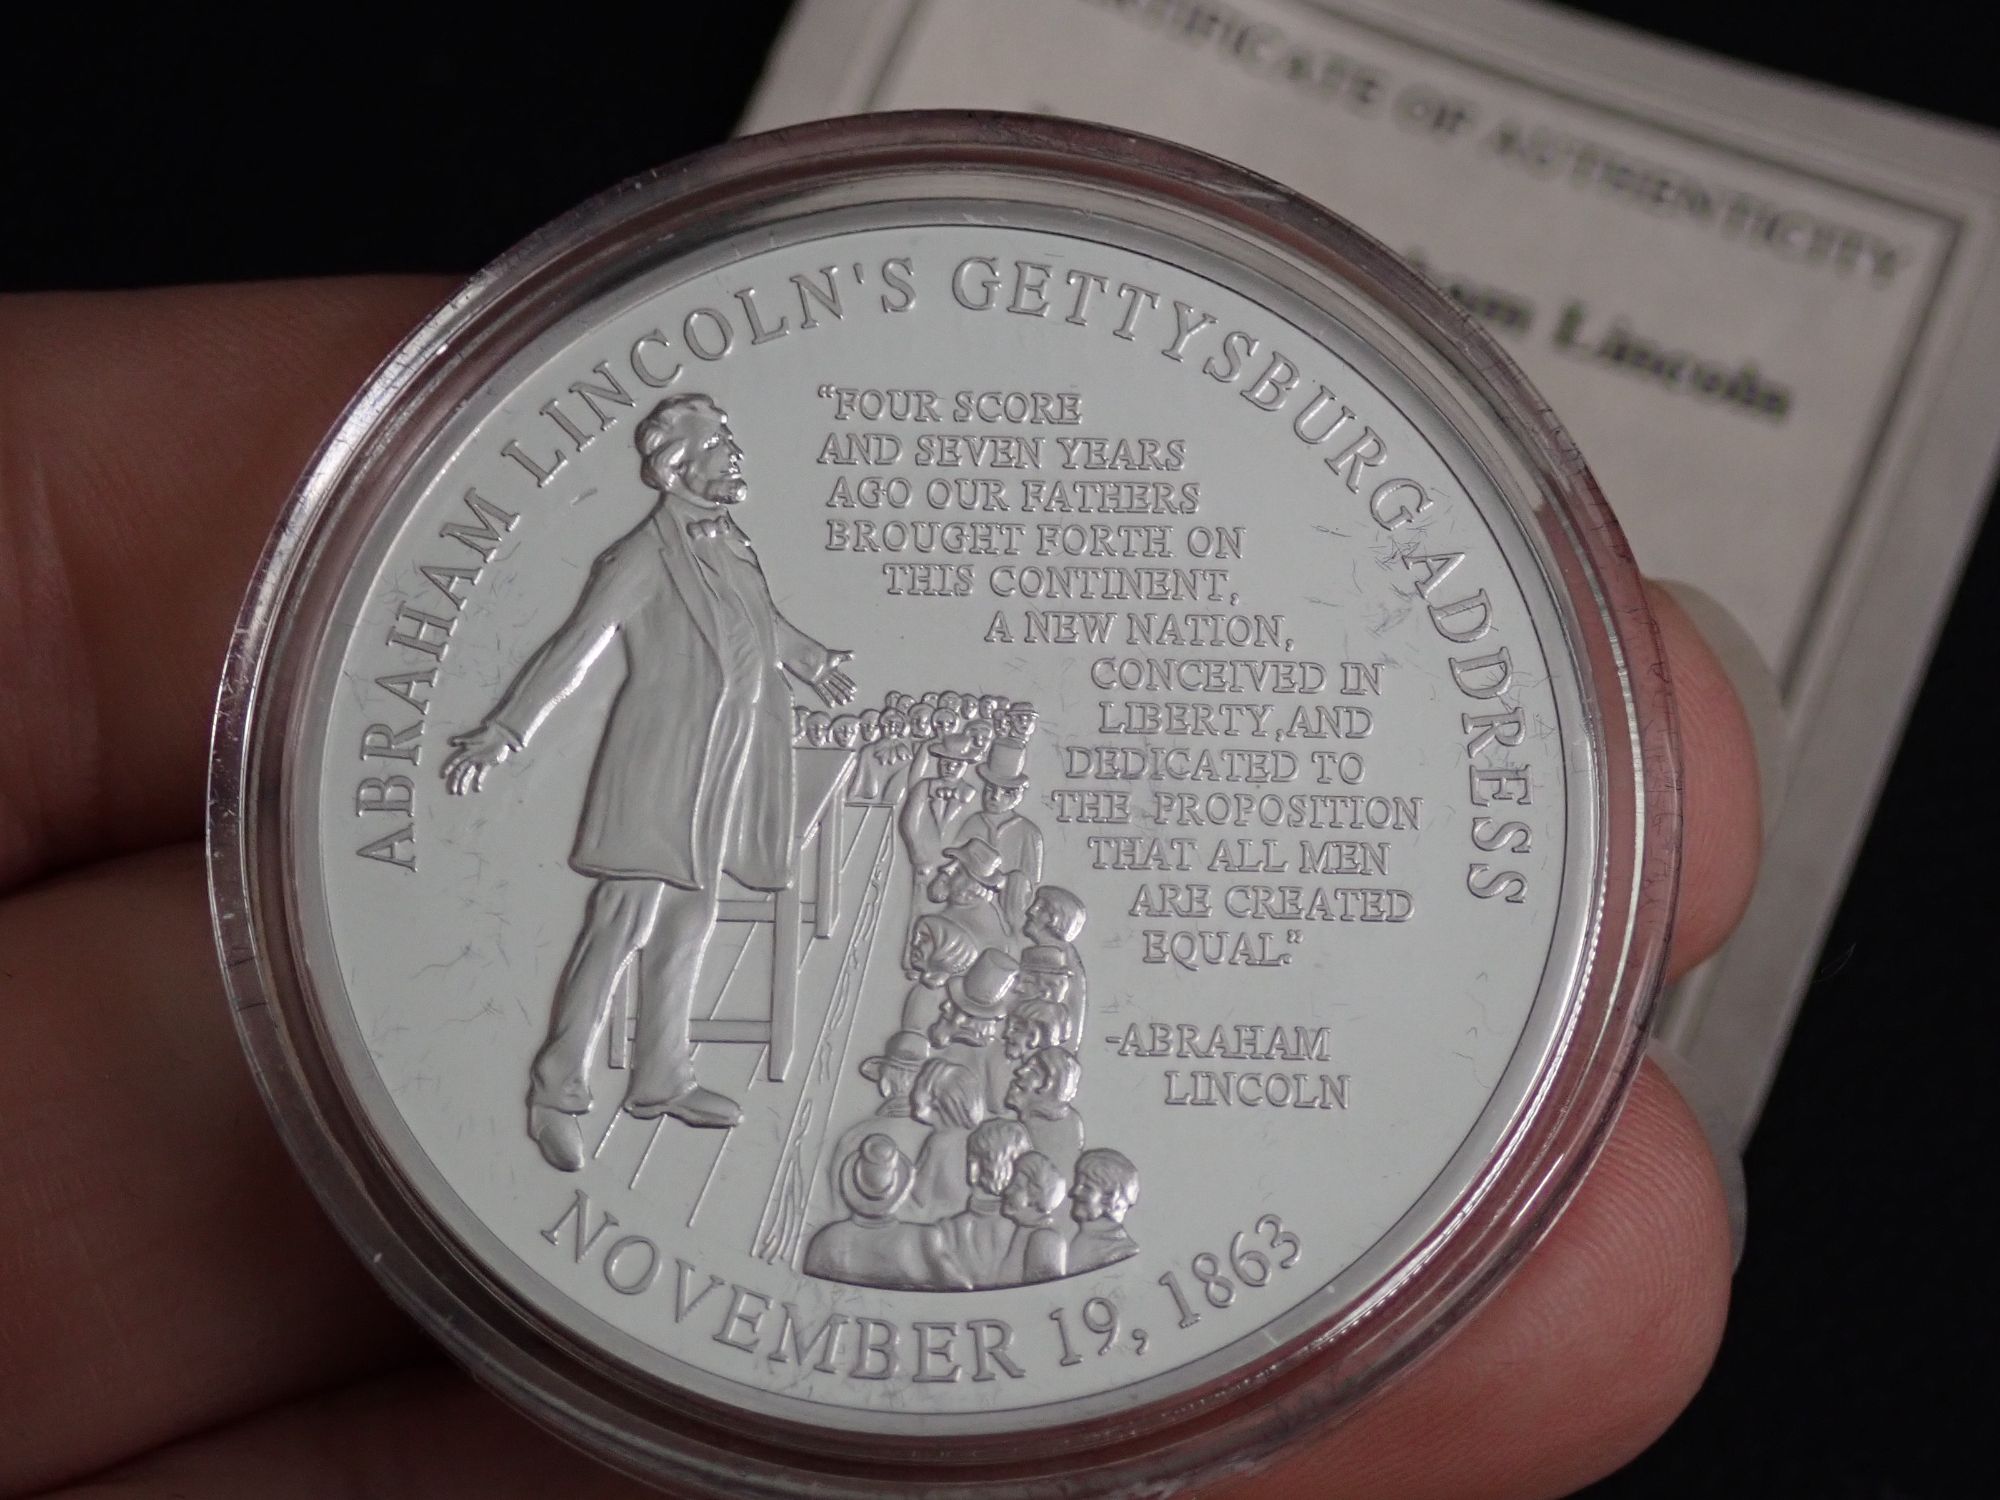 CERTIFICATE OF AUTHENTICITY
Lincoln
ABRAHAM LINCOLN'S GETTYSBURG ADDRESS
“FOUR SCORE
AND SEVEN YEARS
AGO OUR FATHERS
BROUGHT FORTH ON
THIS CONTINENT,
A NEW NATION,
CONCEIVED IN
LIBERTY, AND
DEDICATED TO
THE PROPOSITION
THAT ALL MEN
ARE CREATED
EQUAL.”
-ABRAHAM
LINCOLN
NOVEMBER 19, 1863